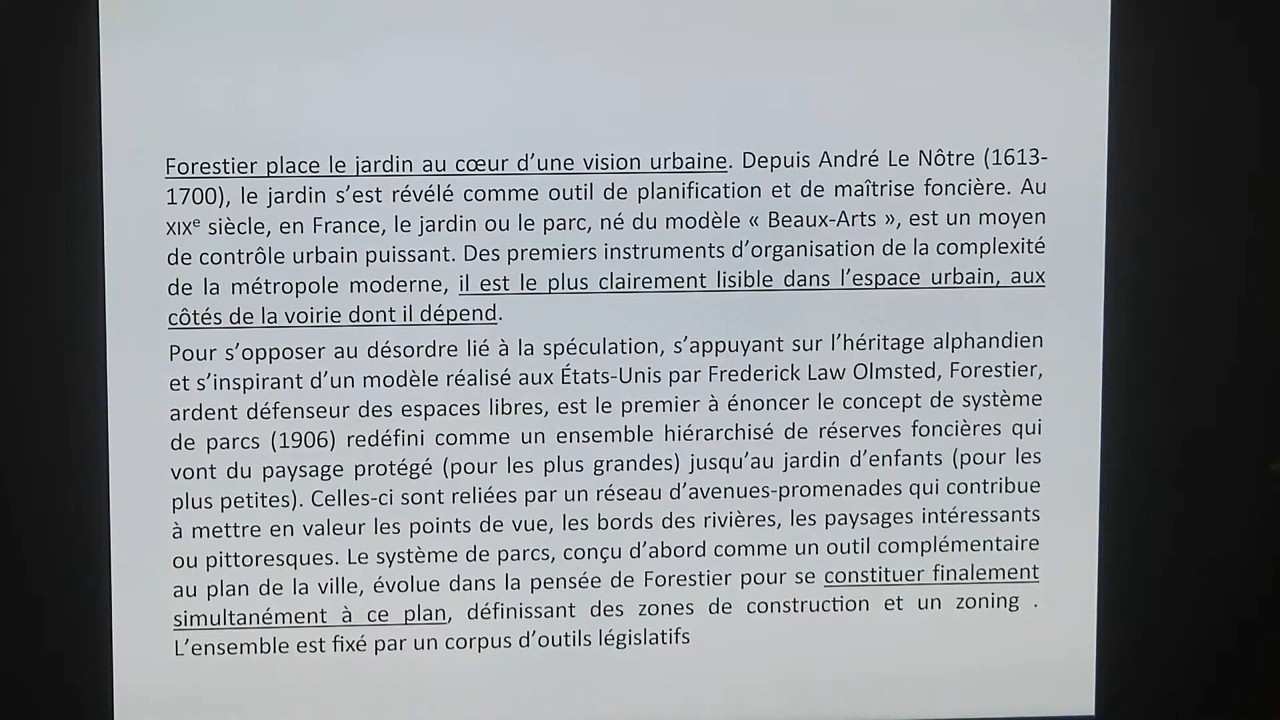 Forestier place le jardin au cœur d’une vision urbaine. Depuis André Le Nôtre (1613-
1700), le jardin s’est révélé comme outil de planification et de maîtrise foncière. Au
XIXe siècle, en France, le jardin ou le parc, né du modèle « Beaux-Arts », est un moyen
de contrôle urbain puissant. Des premiers instruments d’organisation de la complexité
de la métropole moderne, il est le plus clairement lisible dans l’espace urbain, aux
côtés de la voirie dont il dépend.
Pour s’opposer au désordre lié à la spéculation, s’appuyant sur l’héritage alphandien
et s’inspirant d’un modèle réalisé aux États-Unis par Frederick Law Olmsted, Forestier,
ardent défenseur des espaces libres, est le premier à énoncer le concept de système
de parcs (1906) redéfini comme un ensemble hiérarchisé de réserves foncières qui
vont du paysage protégé (pour les plus grandes) jusqu’au jardin d’enfants (pour les
plus petites). Celles-ci sont reliées par un réseau d’avenues-promenades qui contribue
à mettre en valeur les points de vue, les bords des rivières, les paysages intéressants
ou pittoresques. Le système de parcs, conçu d’abord comme un outil complémentaire
au plan de la ville, évolue dans la pensée de Forestier pour se constituer finalement
simultanément à ce plan, définissant des zones de construction et un zoning .
L’ensemble est fixé par un corpus d’outils législatifs